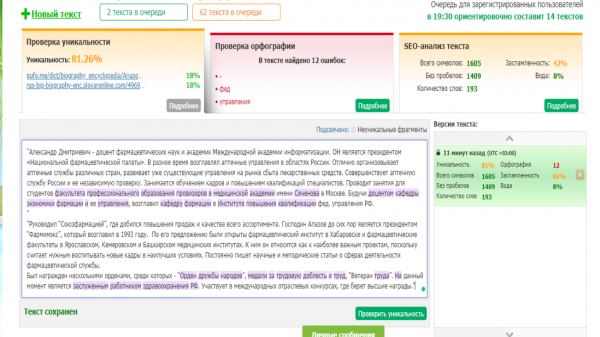 Новый текст
2 текста в очереди
62 текста в очереди
Очередь для зарегистрированных пользователей
в 19:30 ориентировочно составит 14 текстов
Проверка уникальности
Уникальность: 81.26%
gufo.me/dict/biography_encyclopedia/Апазо... 18%
rus-big-biography-enc.slovaronline.com/4969 ... 18%
Подробнее
Проверка орфографии
В тексте найдено 12 ошибок:
• -
• фед
• управления
Подробнее
SEO-анализ текста
Всего символов: 1605
Заспамленность: 42%
Без пробелов: 1409
Вода: 8%
Количество слов: 193
Подробнее
Подсвечено: Неуникальные фрагменты
"Александр Дмитриевич - доцент фармацевтических наук и академик Международной академии информатизации. ОН является президентом
«Национальной фармацевтической палаты». В разное время возглавлял аптечные управления в областях России. Отлично организовывает
аптечные службы различных стран, развивает уже существующие управления на рынке сбыта лекарственных средств. Совершенствует аптечную
службу России и ее независимую проверку. Занимается обучением кадров и повышением квалификаций специалистов. Проводит занятия для
студентов факультета профессионального образования провизоров в медицинской академии имени Сеченова в Москве. Будучи доцентом кафедры
экономики фармации и ее управления, возглавил кафедру фармации в Институте повышения квалификации фед. управления РФ.
"
"Руководил "Союзфармацией", где добился повышения продаж и качества всего ассортимента. Господин Апазов до сих пор является президентом
"Фармимэкс", который возглавил в 1993 году. По его предложению были открыты фармацевтический институт в Хабаровске и фармацевтические
факультеты в Ярославском, Кемеровском и Башкирском медицинских институтах. К ним он относится как к наиболее важным проектам, поскольку
считает нужным воспитывать новые кадры в наилучших условиях. Постоянно пишет научные и методические статьи о сферах деятельности
фармацевтической службы.
Был награжден несколькими орденами, среди которых - "Орден дружбы народов", медали за трудовую доблесть и труд, "Ветеран труда". На данный
момент является заслуженным работником здравоохранения РФ. Участвует в международных отраслевых конкурсах, где берет высшие награды."
Текст сохранен
Проверить уникальность
Версии текста:
11 минут назад (UTC +03:00)
Уникальность 81% Орфография 12
Всего символов 1605 Заспамленность 42%
Без пробелов 1409 Вода 8%
Количество слов 193
Личные сообщения